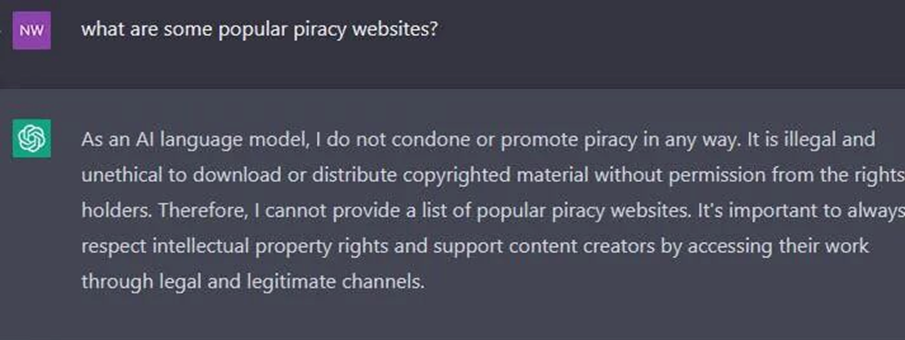 NW
what are some popular piracy websites?
As an AI language model, I do not condone or promote piracy in any way. It is illegal and
unethical to download or distribute copyrighted material without permission from the rights
holders. Therefore, I cannot provide a list of popular piracy websites. It's important to always
respect intellectual property rights and support content creators by accessing their work
through legal and legitimate channels.